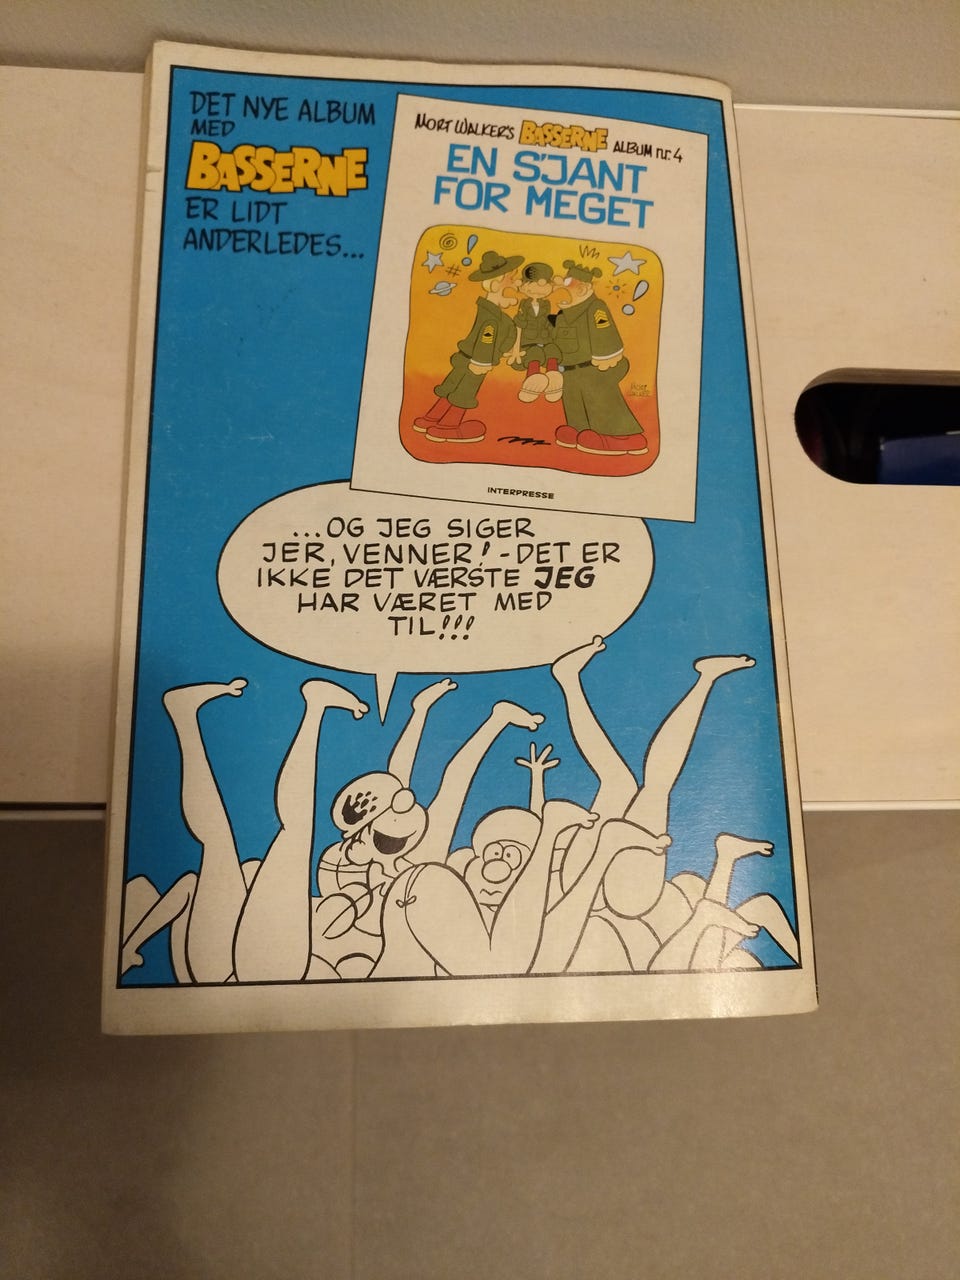 DET NYE ALBUM
MED
BASSERNE
ER LIDT
ANDERLEDES...
MORT WALKER'S BASSERNE ALBUM nr. 4
EN S'JANT
FOR MEGET
INTERPRESSE
...OG JEG SIGER
JER, VENNER! - DET ER
IKKE DET VÆRSTE JEG
HAR VÆRET MED
TIL!!!